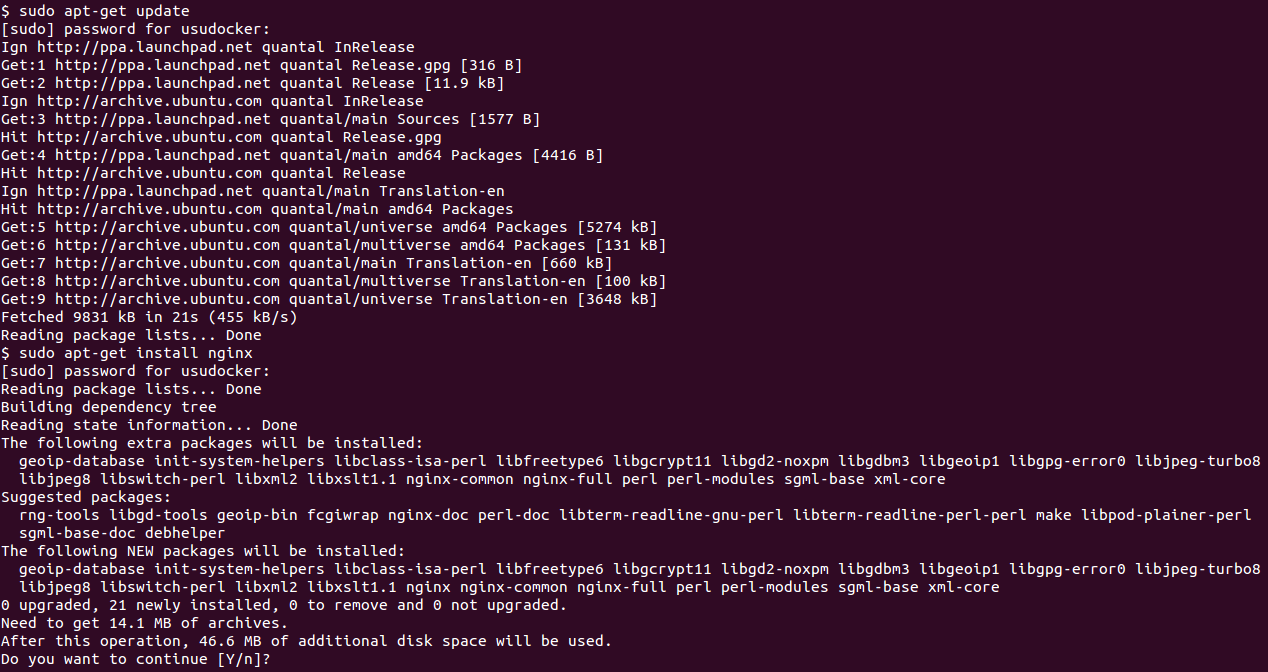 $ sudo apt-get update
[sudo] password for usudocker:
Ign http://ppa.launchpad.net quantal InRelease
Get:1 http://ppa.launchpad.net quantal Release.gpg [316 B]
Get:2 http://ppa.launchpad.net quantal Release [11.9 kB]
Ign http://archive.ubuntu.com quantal InRelease
Get:3 http://ppa.launchpad.net quantal/main Sources [1577 B]
Hit http://archive.ubuntu.com quantal Release.gpg
Get:4 http://ppa.launchpad.net quantal/main amd64 Packages [4416 B]
Hit http://archive.ubuntu.com quantal Release
Ign http://ppa.launchpad.net quantal/main Translation-en
Hit http://archive.ubuntu.com quantal/main amd64 Packages
Get:5 http://archive.ubuntu.com quantal/universe amd64 Packages [5274 kB]
Get:6 http://archive.ubuntu.com quantal/multiverse amd64 Packages [131 kB]
Get:7 http://archive.ubuntu.com quantal/main Translation-en [660 kB]
Get:8 http://archive.ubuntu.com quantal/multiverse Translation-en [100 kB]
Get:9 http://archive.ubuntu.com quantal/universe Translation-en [3648 kB]
Fetched 9831 kB in 21s (455 kB/s)
Reading package lists... Done
$ sudo apt-get install nginx
[sudo] password for usudocker:
Reading package lists... Done
Building dependency tree
Reading state information... Done
The following extra packages will be installed:
  geoip-database init-system-helpers libclass-isa-perl libfreetype6 libgcrypt11 libgd2-noxpm libgdbm3 libgeoip1 libgpg-error0 libjpeg-turbo8
  libjpeg8 libswitch-perl libxml2 libxslt1.1 nginx-common nginx-full perl perl-modules sgml-base xml-core
Suggested packages:
  rng-tools libgd-tools geoip-bin fcgiwrap nginx-doc perl-doc libterm-readline-gnu-perl libterm-readline-perl-perl make libpod-plainer-perl
  sgml-base-doc debhelper
The following NEW packages will be installed:
  geoip-database init-system-helpers libclass-isa-perl libfreetype6 libgcrypt11 libgd2-noxpm libgdbm3 libgeoip1 libgpg-error0 libjpeg-turbo8
  libjpeg8 libswitch-perl libxml2 libxslt1.1 nginx nginx-common nginx-full perl perl-modules sgml-base xml-core
0 upgraded, 21 newly installed, 0 to remove and 0 not upgraded.
Need to get 14.1 MB of archives.
After this operation, 46.6 MB of additional disk space will be used.
Do you want to continue [Y/n]?